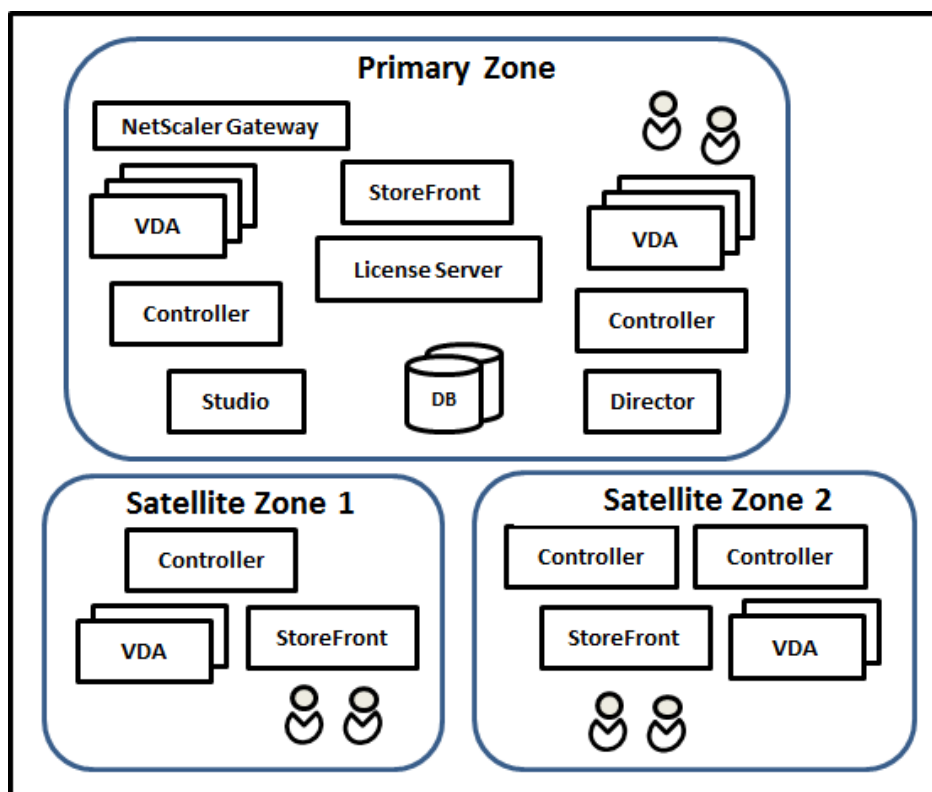 Primary Zone
NetScaler Gateway
StoreFront
VDA
VDA
License Server
Controller
Controller
Studio
DB
Director
Satellite Zone 1
Controller
VDA
StoreFront
Satellite Zone 2
Controller
Controller
StoreFront
VDA